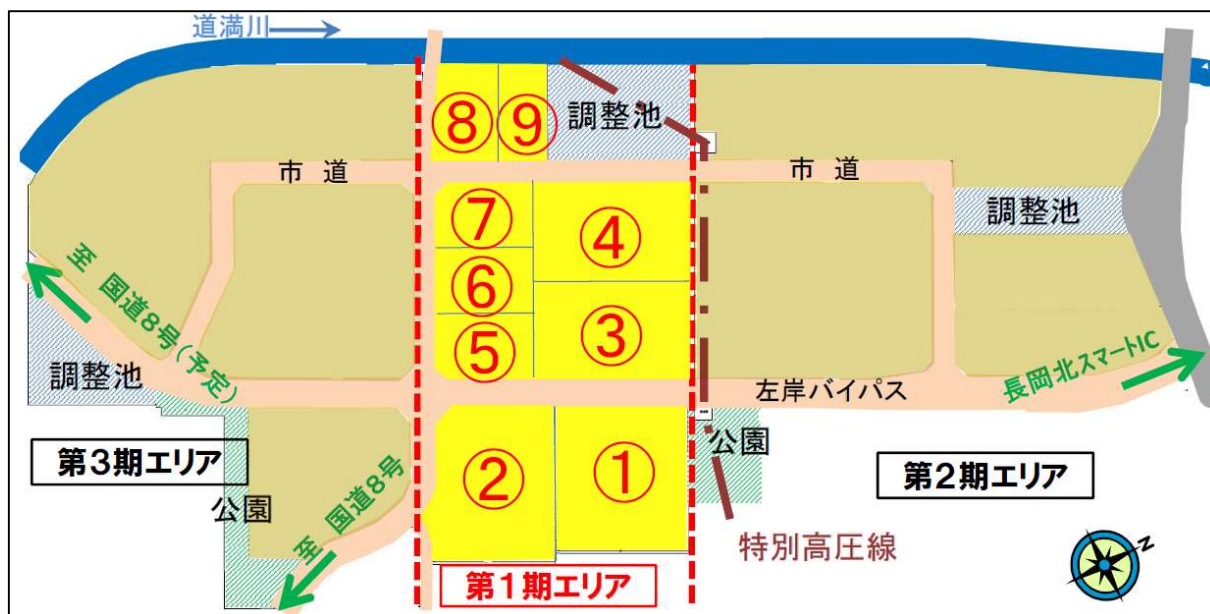 道満川
⑧
⑨
調整池
市 道
市 道
調整池
⑦
④
⑥
③
⑤
至 国道8号(予定)
調整池
左岸バイパス
長岡北スマートIC
第3期エリア
②
①
公園
第2期エリア
公園
至 国道8号
特別高圧線
第1期エリア
N